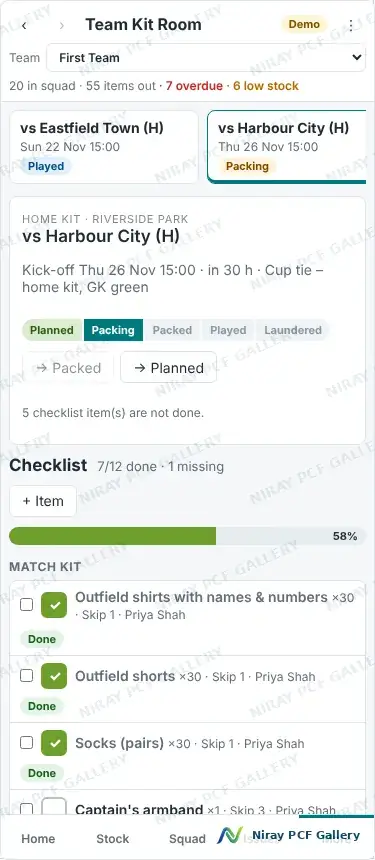 Team Kit Room
Demo
Team
First Team
20 in squad · 55 items out · 7 overdue · 6 low stock
vs Eastfield Town (H)
Sun 22 Nov 15:00
Played
vs Harbour City (H)
Thu 26 Nov 15:00
Packing
HOME KIT · RIVERSIDE PARK
vs Harbour City (H)
Kick-off Thu 26 Nov 15:00 · in 30 h · Cup tie –
home kit, GK green
Planned Packing Packed Played Laundered
→ Packed → Planned
5 checklist item(s) are not done.
Checklist 7/12 done · 1 missing
+ Item
58%
MATCH KIT
Outfield shirts with names & numbers ×30
· Skip 1 · Priya Shah
Done
Outfield shorts ×30 · Skip 1 · Priya Shah
Done
Socks (pairs) ×30 · Skip 1 · Priya Shah
Done
Captain's armband ×1 · Skip 3 · Priya Shah
Home Stock Squad
Niray PCF Gallery
NIRAY PCF GALLERY